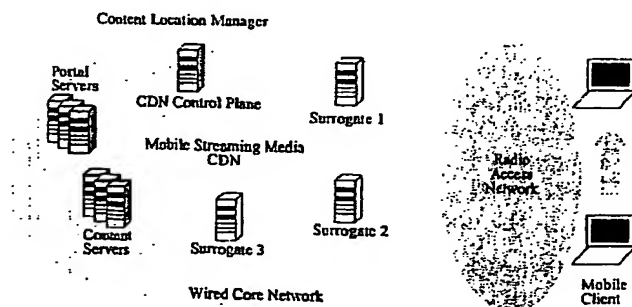 Content Location Manager
Portal
Servers
CDN Control Plane
Surrogate 1
Mobile Streaming Media
CDN
Radio
Access
Network
Content
Servers
Surrogate 3
Surrogate 2
Wired Core Network
Mobile
Client